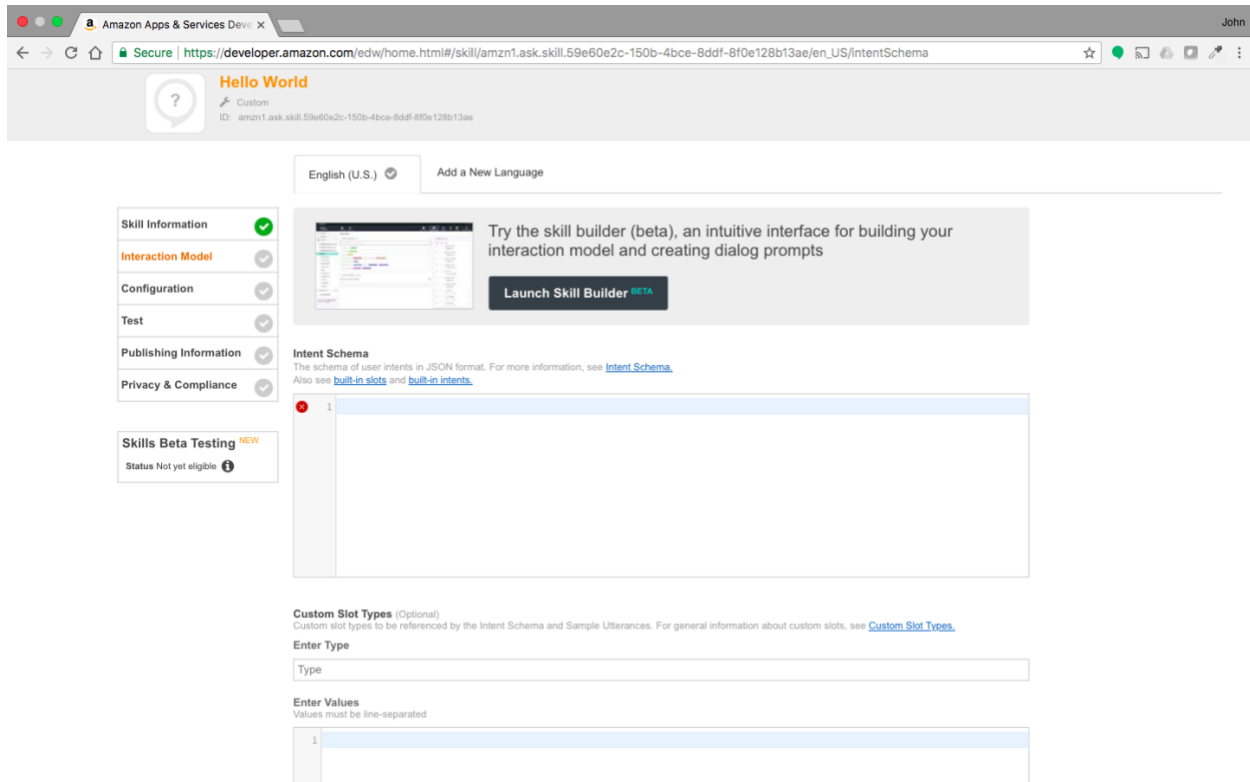 Amazon Apps & Services Deve
John
Secure | https://developer.amazon.com/edw/home.html#/skill/amzn1.ask.skill.59e60e2c-150b-4bce-8ddf-8f0e128b13ae/en_US/intentSchema
?
Hello World
Custom
ID: amzn1.ask.skill.59e60e2c-150b-4bce-8ddf-8f0e128b13ae
English (U.S.)
Add a New Language
Skill Information
Interaction Model
Configuration
Test
Publishing Information
Privacy & Compliance
Skills Beta Testing NEW
Status Not yet eligible
Try the skill builder (beta), an intuitive interface for building your
interaction model and creating dialog prompts
Launch Skill Builder BETA
Intent Schema
The schema of user intents in JSON format. For more information, see Intent Schema.
Also see built-in slots and built-in intents.
1
Custom Slot Types (Optional)
Custom slot types to be referenced by the Intent Schema and Sample Utterances. For general information about custom slots, see Custom Slot Types.
Enter Type
Type
Enter Values
Values must be line-separated
1